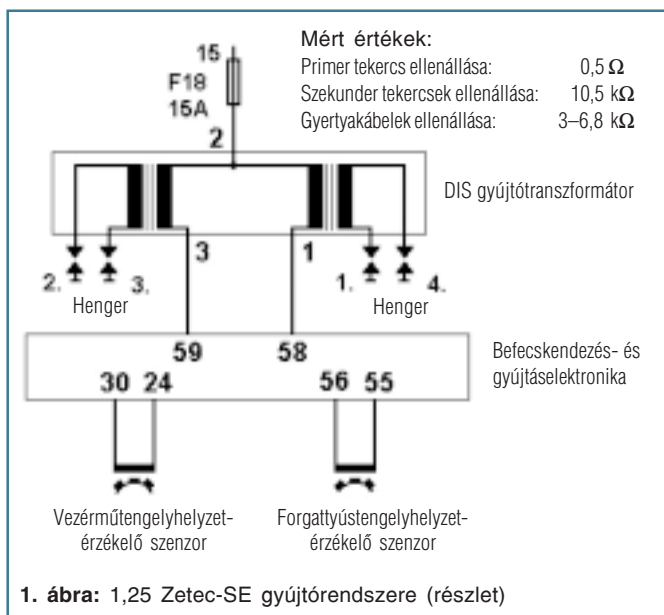 Mért értékek:
Primer tekercs ellenállása: 0,5 Ω
Szekunder tekercsek ellenállása: 10,5 kΩ
Gyertyakábelek ellenállása: 3–6,8 kΩ
15
F18
15A
2
DIS gyújtótranszformátor
3 1
2. 3. 1. 4.
Henger Henger
59 58
Befecskendezés- és
gyújtáselektronika
30 24 56 55
Vezérműtengelyhelyzet-
érzékelő szenzor
Forgattyústengelyhelyzet-
érzékelő szenzor
1. ábra: 1,25 Zetec-SE gyújtórendszere (részlet)